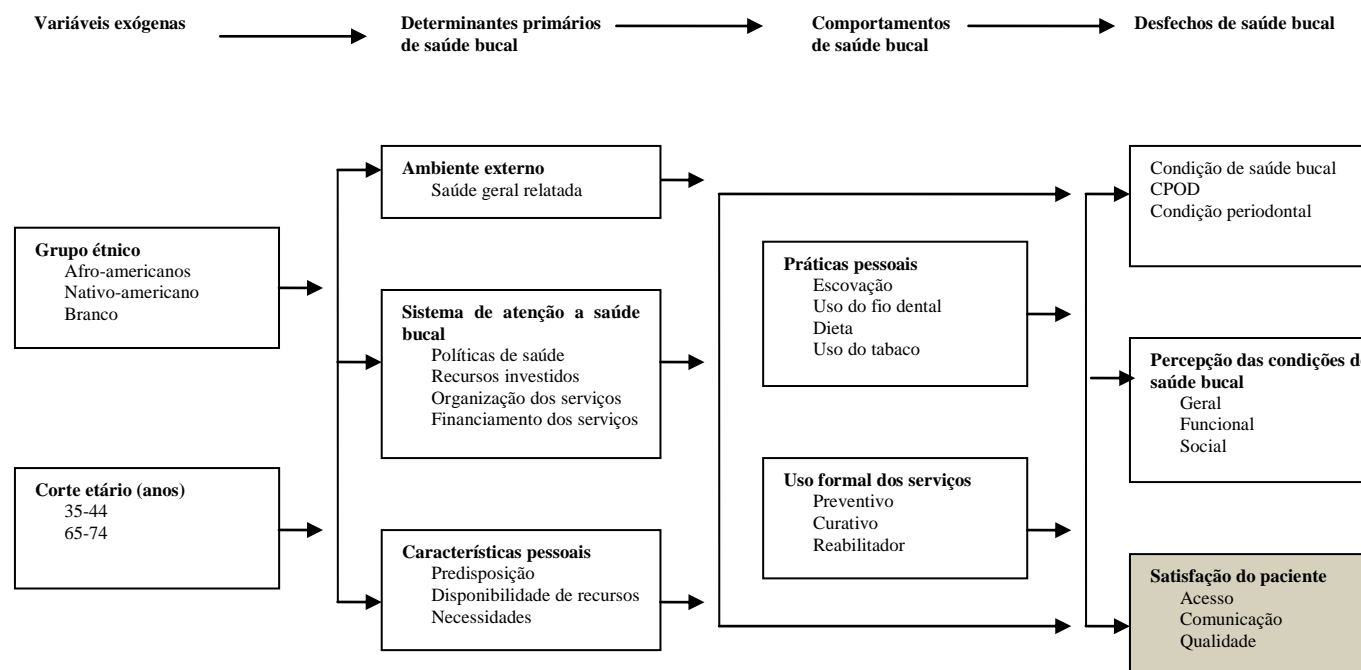 Variáveis exógenas
Determinantes primários
de saúde bucal
Comportamentos
de saúde bucal
Desfechos de saúde bucal
Grupo étnico
Afro-americanos
Nativo-americano
Branco
Corte etário (anos)
35-44
65-74
Ambiente externo
Saúde geral relatada
Sistema de atenção a saúde
bucal
Políticas de saúde
Recursos investidos
Organização dos serviços
Financiamento dos serviços
Características pessoais
Predisposição
Disponibilidade de recursos
Necessidades
Práticas pessoais
Escovação
Uso do fio dental
Dieta
Uso do tabaco
Uso formal dos serviços
Preventivo
Curativo
Reabilitador
Condição de saúde bucal
CPOD
Condição periodontal
Percepção das condições de
saúde bucal
Geral
Funcional
Social
Satisfação do paciente
Acesso
Comunicação
Qualidade